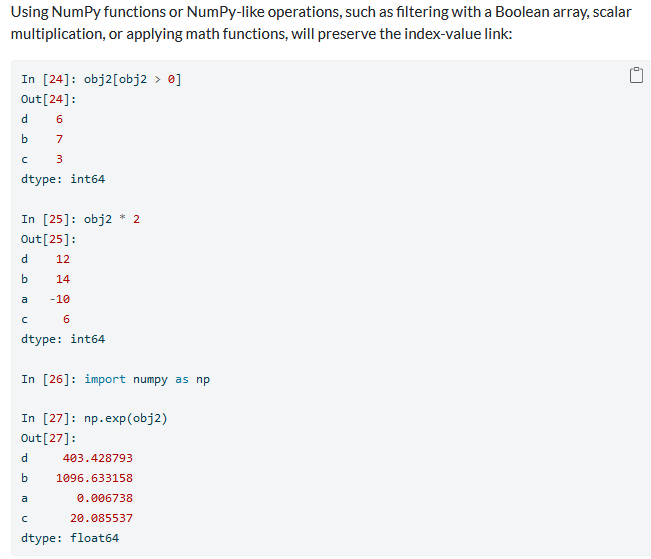 Using NumPy functions or NumPy-like operations, such as filtering with a Boolean array, scalar
multiplication, or applying math functions, will preserve the index-value link:
In [24]: obj2[obj2 > 0]
Out[24]:
d    6
b    7
c    3
dtype: int64
In [25]: obj2 * 2
Out[25]:
d    12
b    14
a   -10
c     6
dtype: int64
In [26]: import numpy as np
In [27]: np.exp(obj2)
Out[27]:
d     403.428793
b    1096.633158
a       0.006738
c      20.085537
dtype: float64